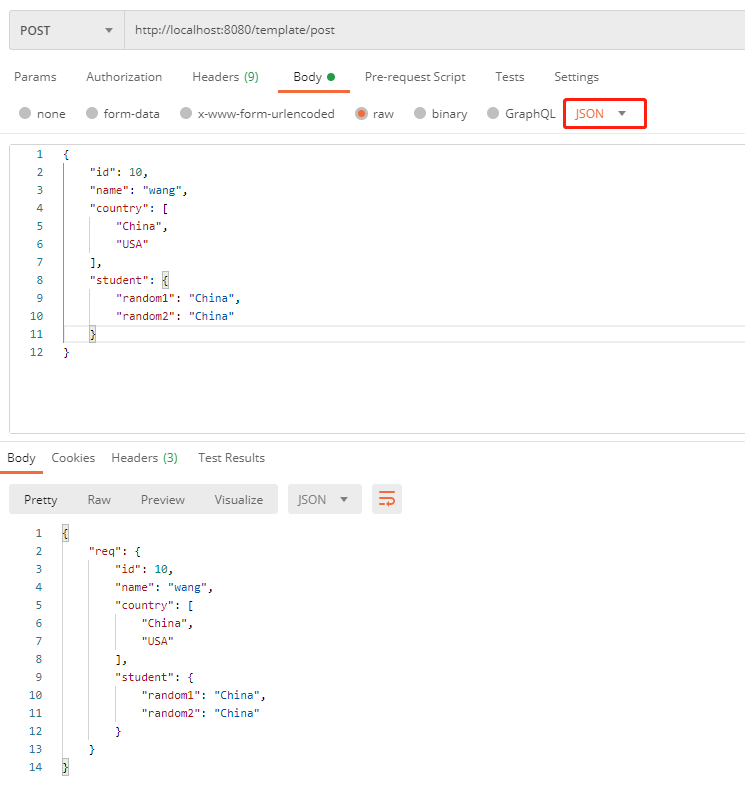 POST http://localhost:8080/template/post
Params Authorization Headers (9) Body Pre-request Script Tests Settings
none form-data x-www-form-urlencoded raw binary GraphQL JSON
1 {
2 "id": 10,
3 "name": "wang",
4 "country": [
5 "China",
6 "USA"
7 ],
8 "student": {
9 "random1": "China",
10 "random2": "China"
11 }
12 }
Body Cookies Headers (3) Test Results
Pretty Raw Preview Visualize JSON
1 {
2 "req": {
3 "id": 10,
4 "name": "wang",
5 "country": [
6 "China",
7 "USA"
8 ],
9 "student": {
10 "random1": "China",
11 "random2": "China"
12 }
13 }
14 }